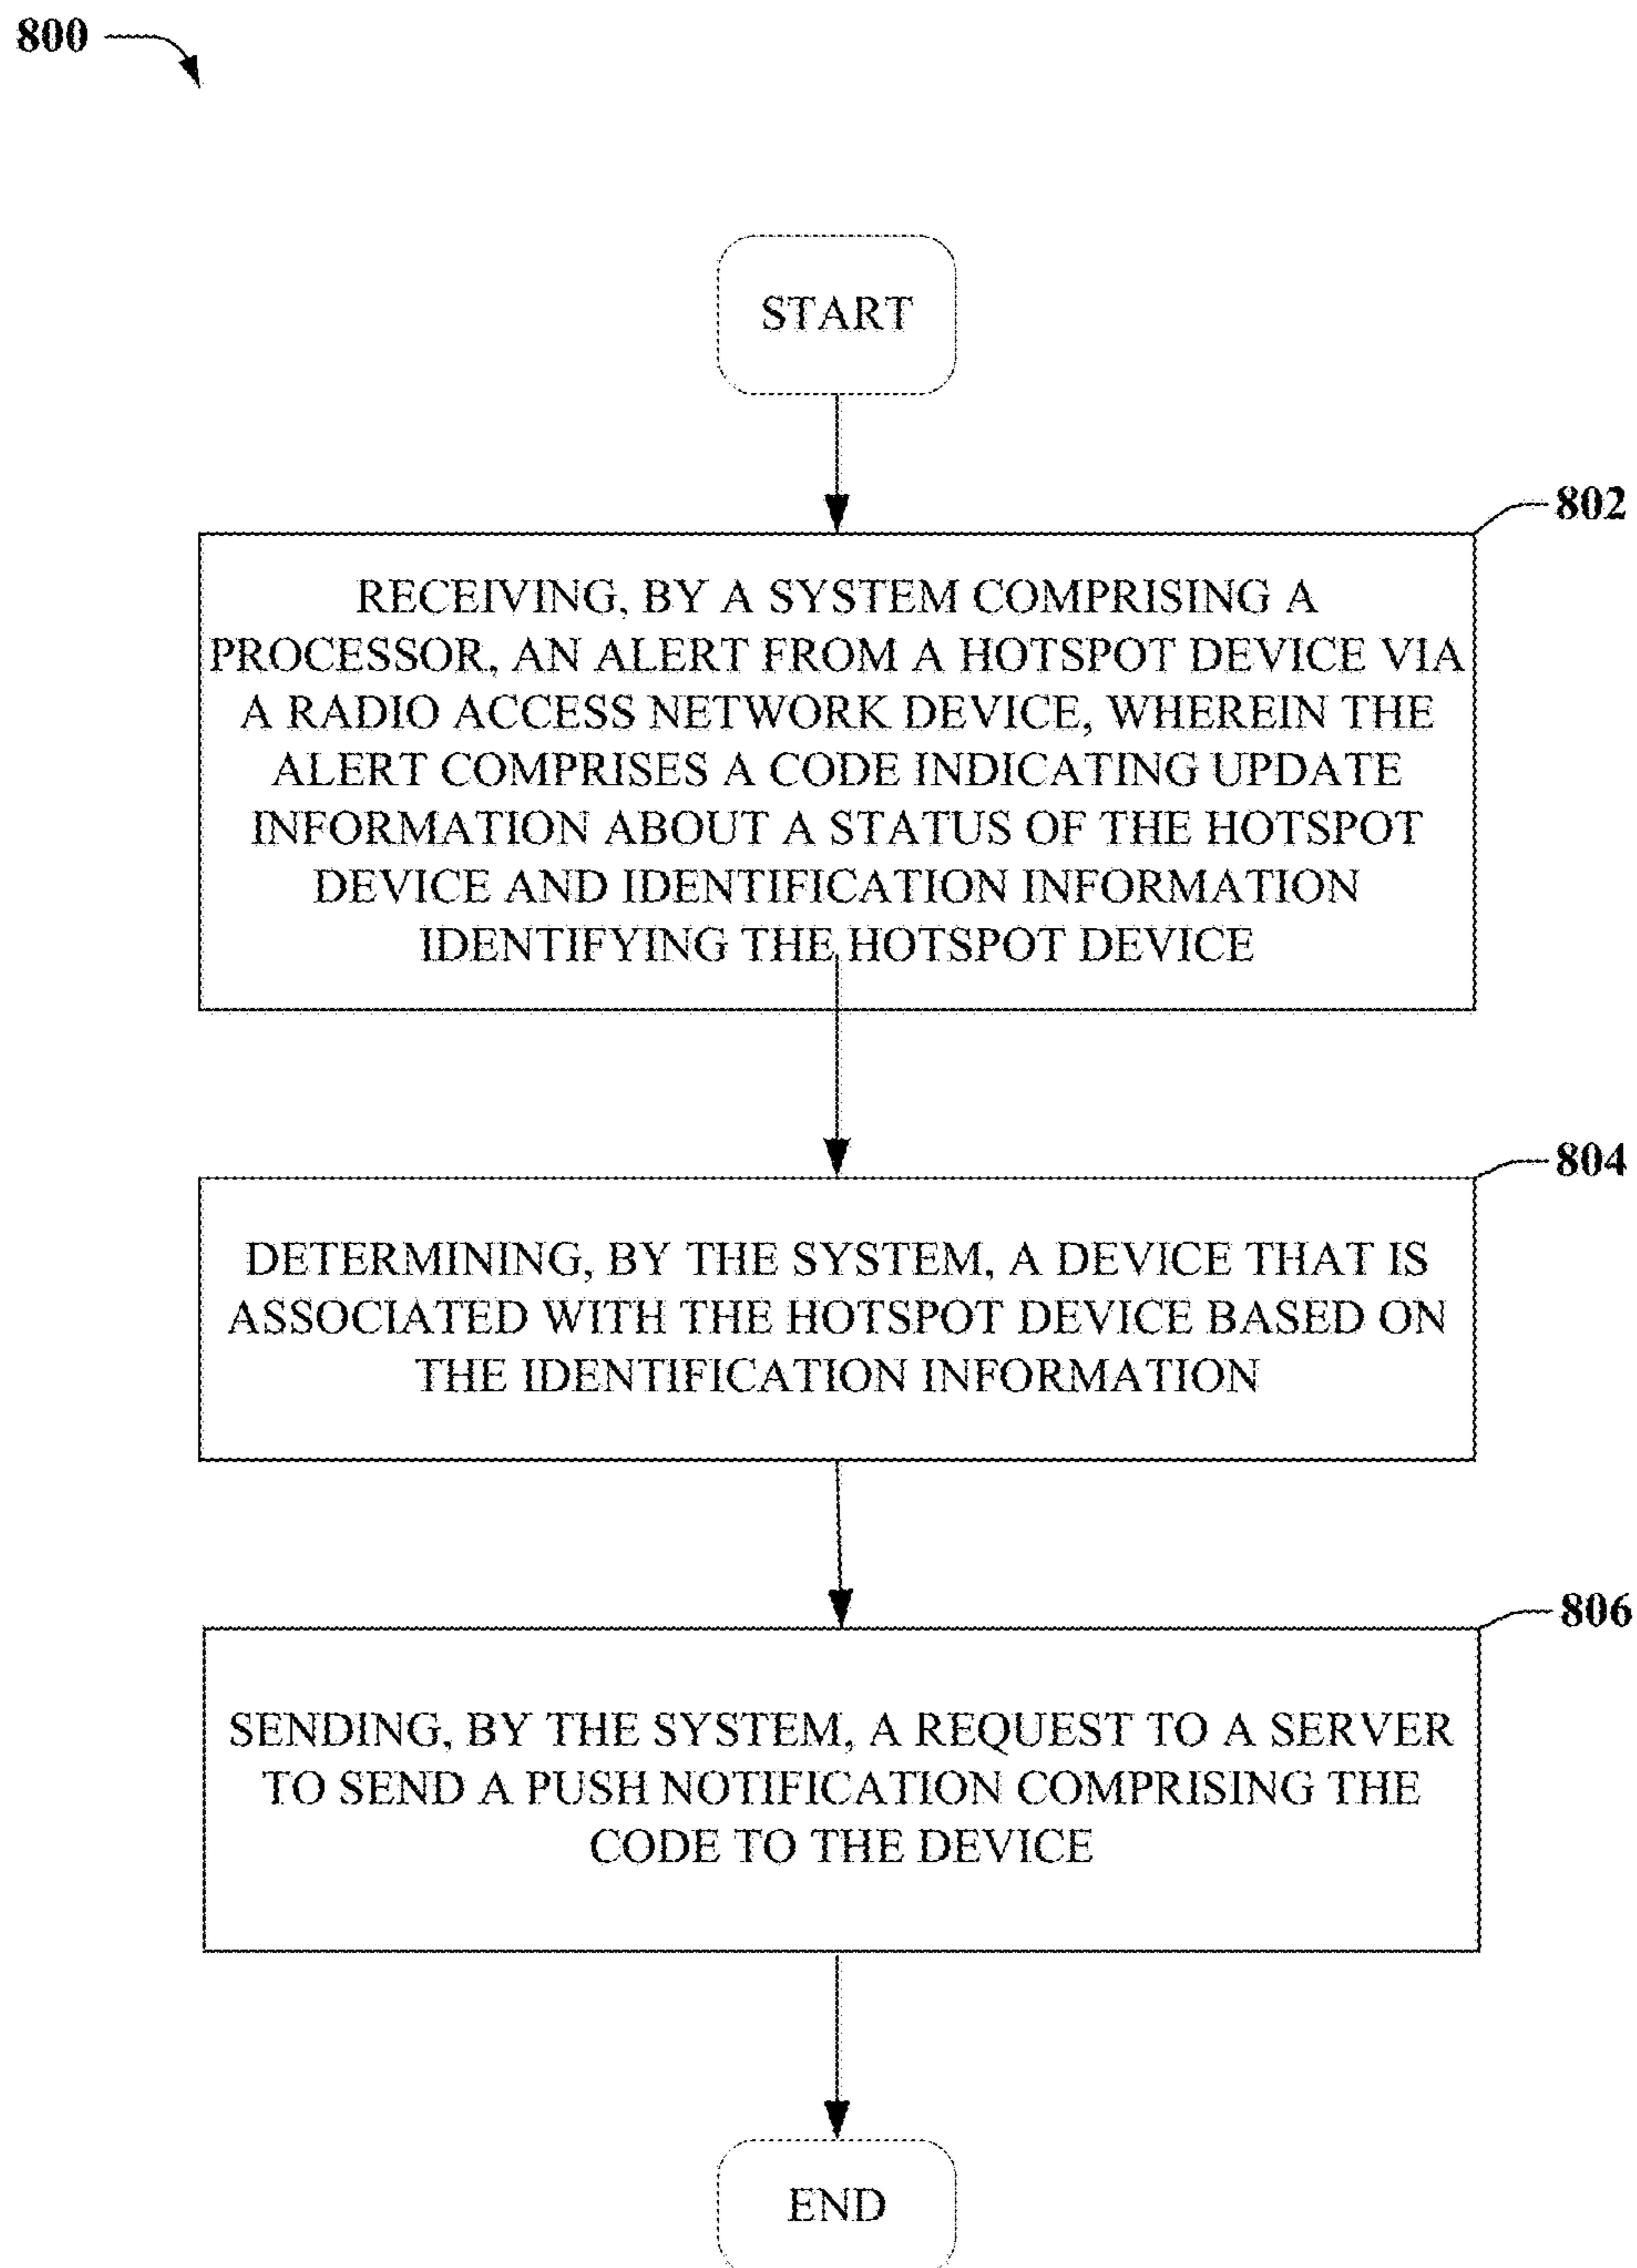 800
START
802
RECEIVING, BY A SYSTEM COMPRISING A
PROCESSOR, AN ALERT FROM A HOTSPOT DEVICE VIA
A RADIO ACCESS NETWORK DEVICE, WHEREIN THE
ALERT COMPRISES A CODE INDICATING UPDATE
INFORMATION ABOUT A STATUS OF THE HOTSPOT
DEVICE AND IDENTIFICATION INFORMATION
IDENTIFYING THE HOTSPOT DEVICE
804
DETERMINING, BY THE SYSTEM, A DEVICE THAT IS
ASSOCIATED WITH THE HOTSPOT DEVICE BASED ON
THE IDENTIFICATION INFORMATION
806
SENDING, BY THE SYSTEM, A REQUEST TO A SERVER
TO SEND A PUSH NOTIFICATION COMPRISING THE
CODE TO THE DEVICE
END